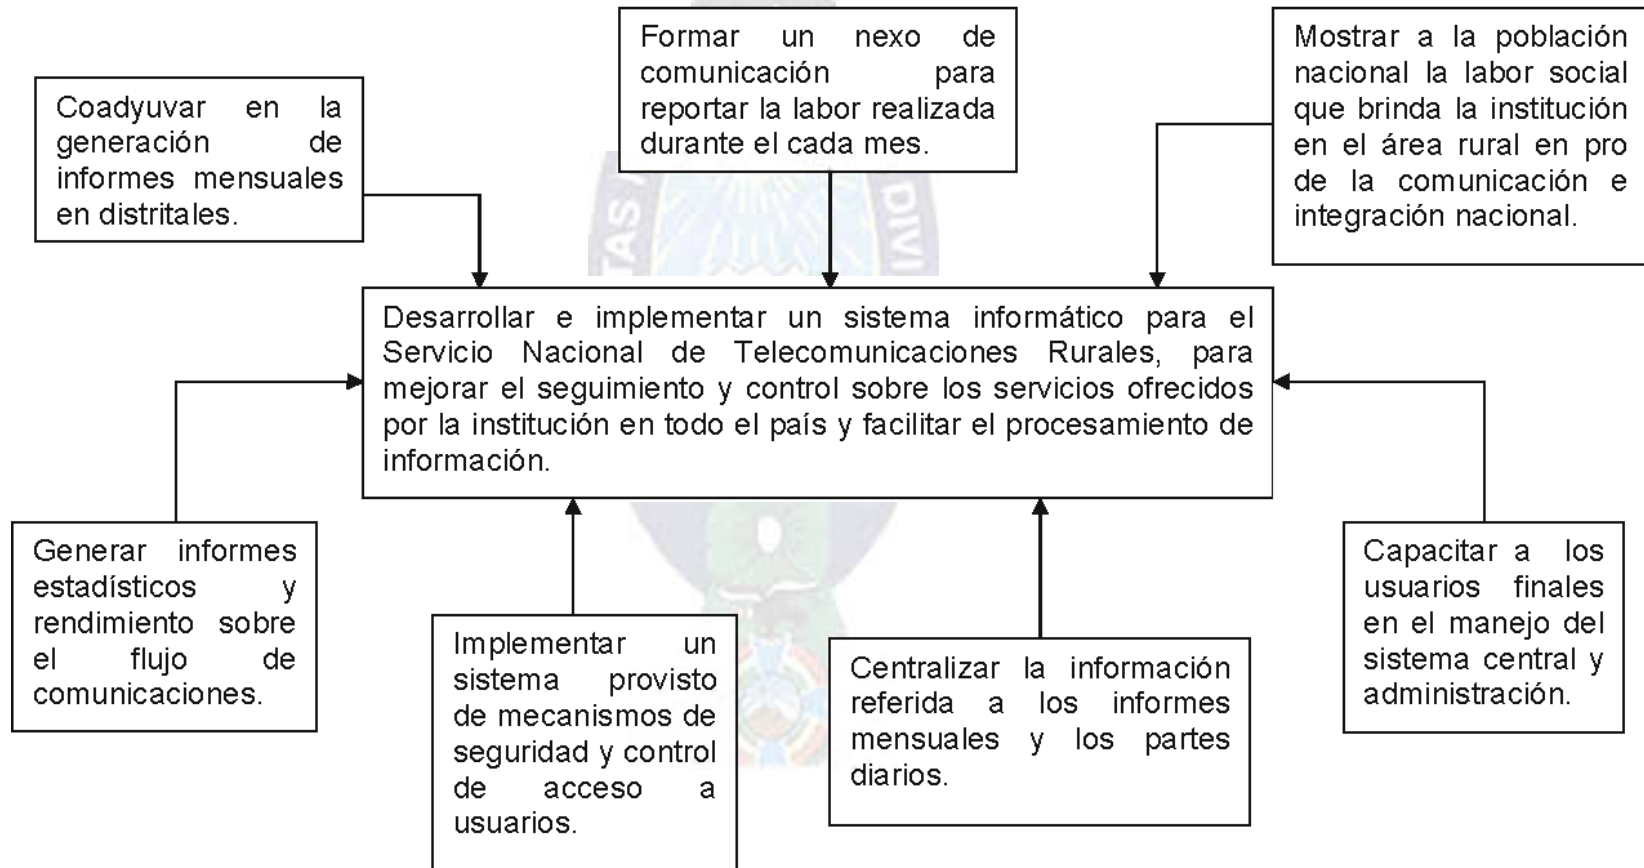 Formar un nexo de
comunicación para
reportar la labor realizada
durante el cada mes.
Mostrar a la población
nacional la labor social
que brinda la institución
en el área rural en pro
de la comunicación e
integración nacional.
Coadyuvar en la
generación de
informes mensuales
en distritales.
TAS
DIVI
Desarrollar e implementar un sistema informático para el
Servicio Nacional de Telecomunicaciones Rurales, para
mejorar el seguimiento y control sobre los servicios ofrecidos
por la institución en todo el país y facilitar el procesamiento de
información.
Generar informes
estadísticos y
rendimiento sobre
el flujo de
comunicaciones.
Implementar un
sistema provisto
de mecanismos de
seguridad y control
de acceso a
usuarios.
Centralizar la información
referida a los informes
mensuales y los partes
diarios.
Capacitar a los
usuarios finales
en el manejo del
sistema central y
administración.